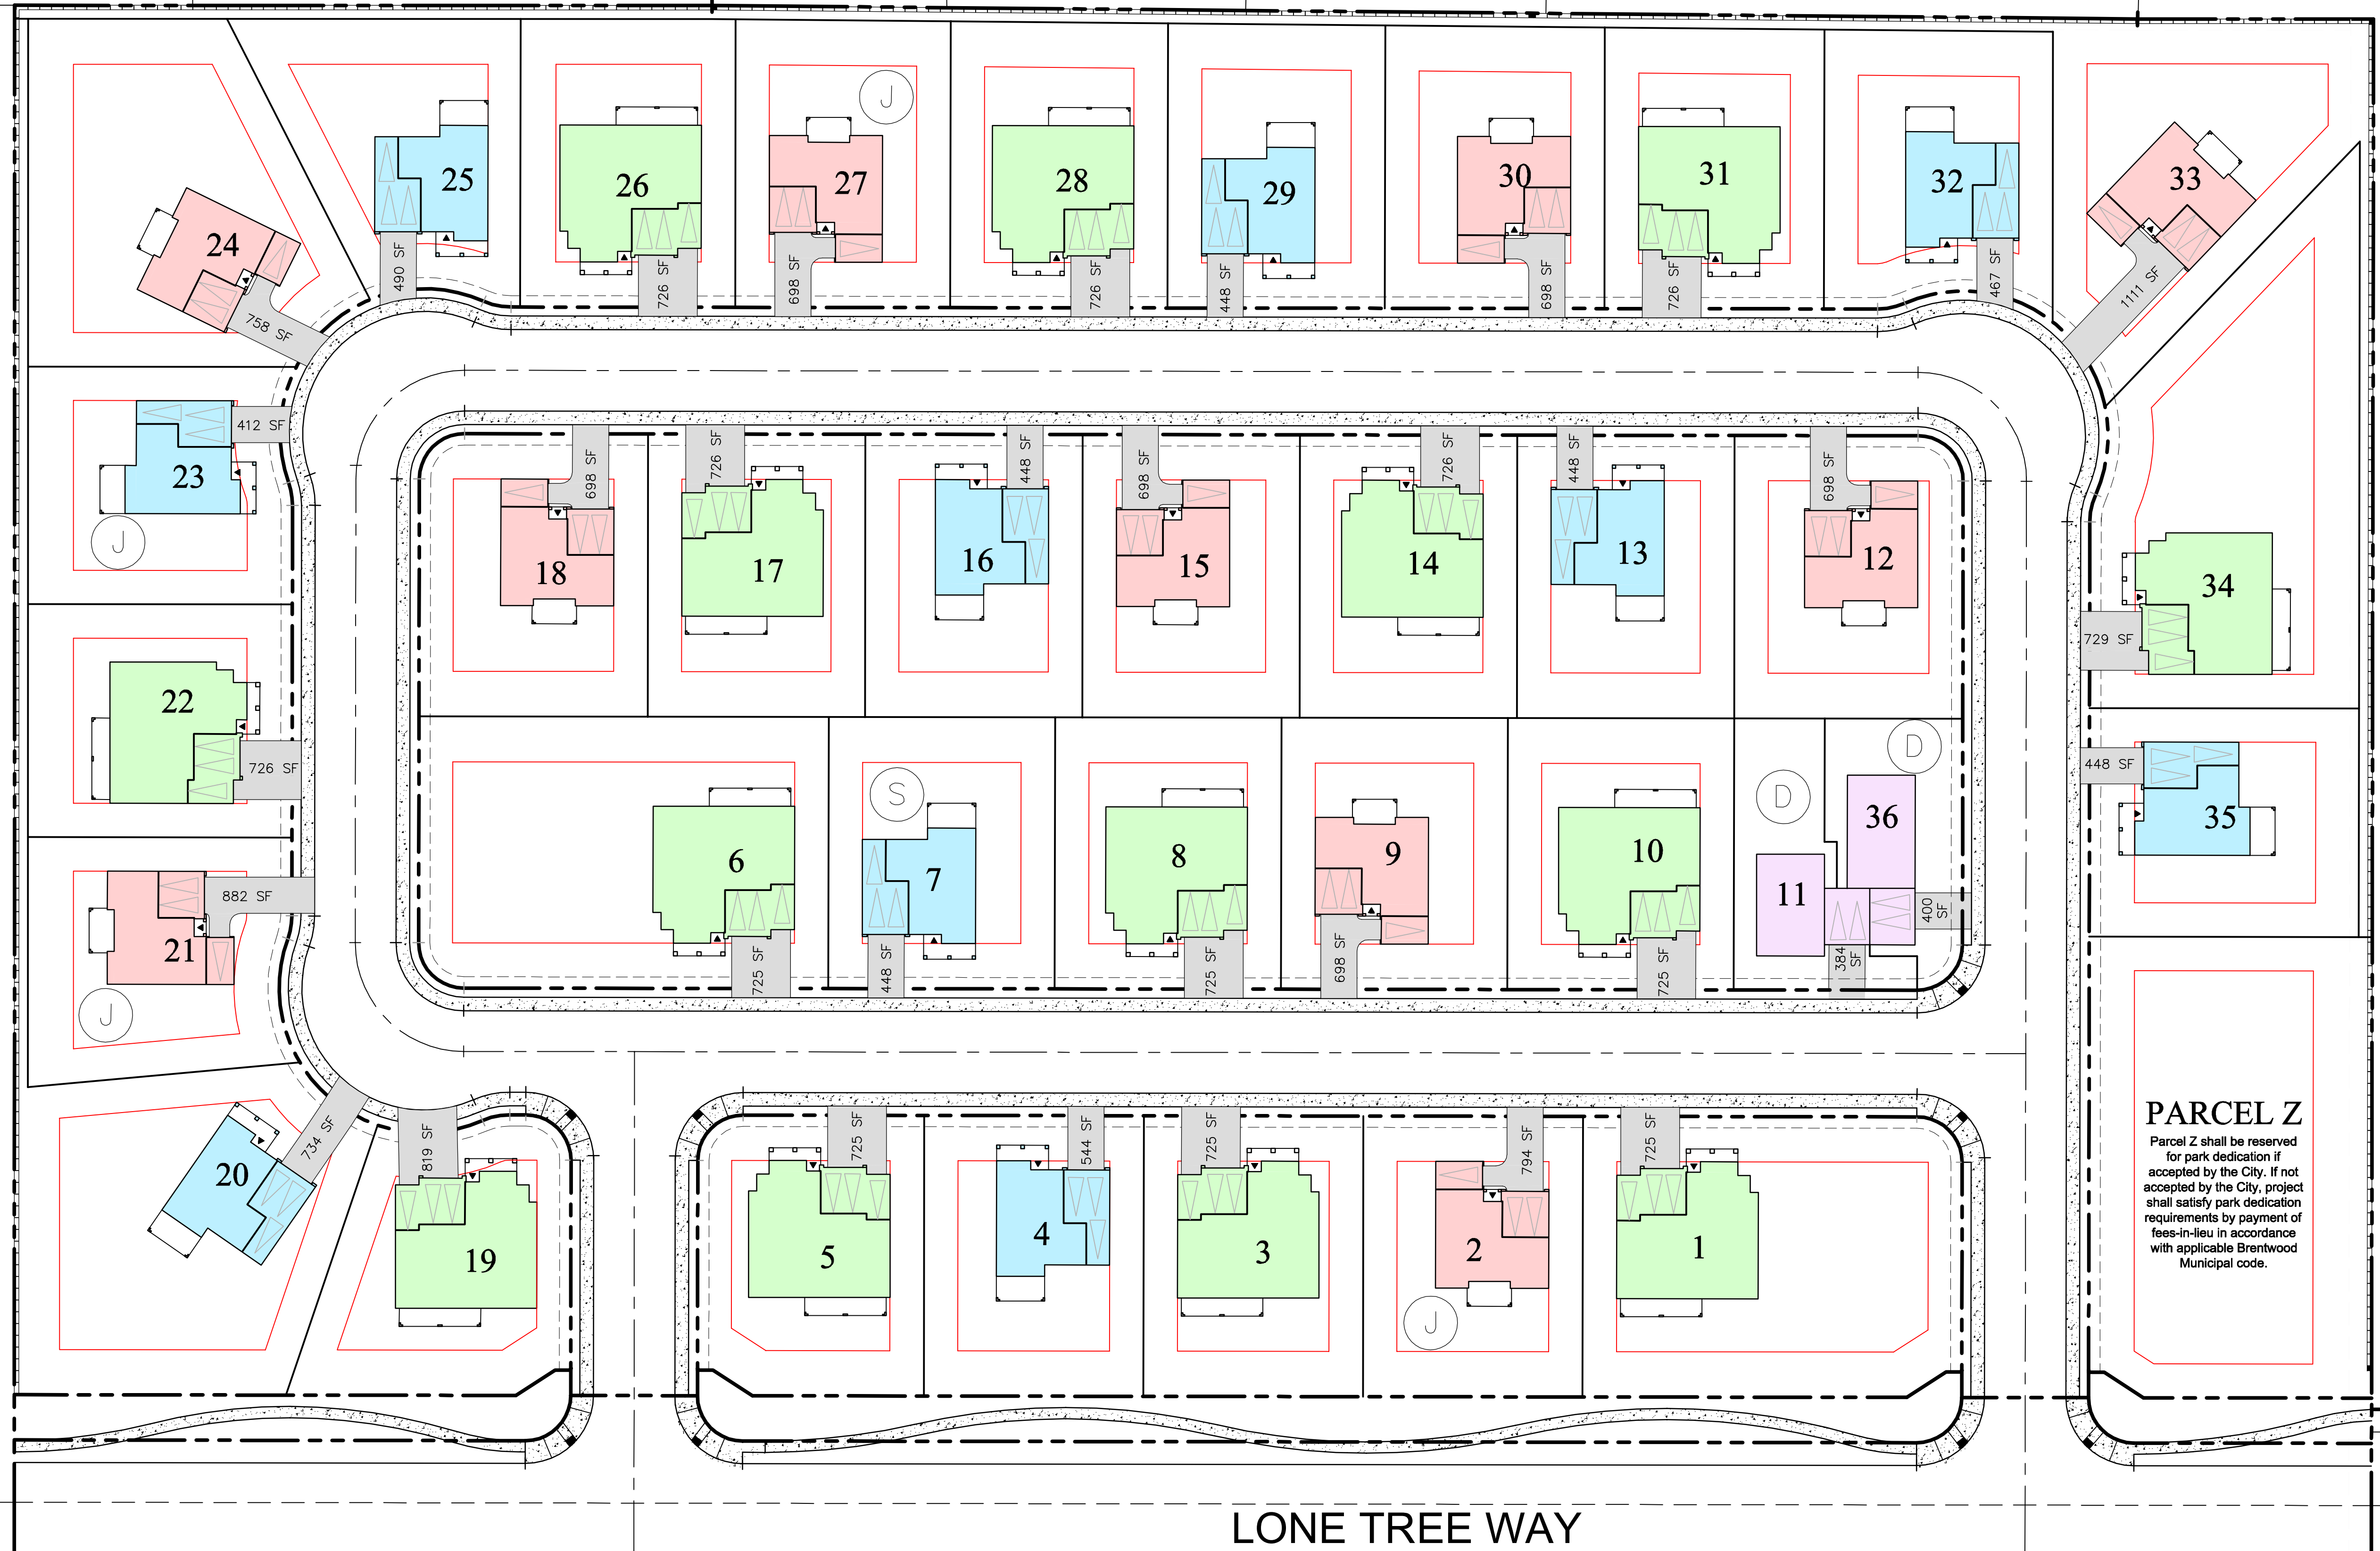 J
25
26
27
28
29
30
31
32
33
24
490 SF
726 SF
698 SF
726 SF
448 SF
698 SF
726 SF
467 SF
1111 SF
758 SF
412 SF
23
J
698 SF
726 SF
448 SF
698 SF
726 SF
448 SF
698 SF
18
17
16
15
14
13
12
34
729 SF
22
726 SF
S
D
D
448 SF
35
36
6
7
8
9
10
11
400
SF
882 SF
21
J
725 SF
448 SF
725 SF
698 SF
725 SF
384
SF
734 SF
819 SF
20
19
725 SF
544 SF
725 SF
794 SF
725 SF
5
4
3
2
1
J
PARCEL Z
Parcel Z shall be reserved
for park dedication if
accepted by the City. If not
accepted by the City, project
shall satisfy park dedication
requirements by payment of
fees-in-lieu in accordance
with applicable Brentwood
Municipal code.
LONE TREE WAY